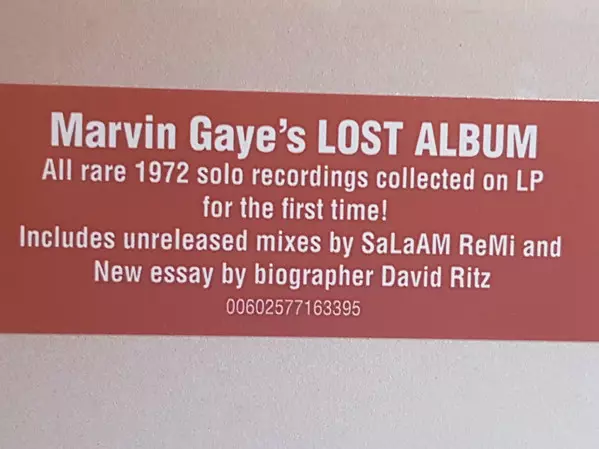 Marvin Gaye's LOST ALBUM
All rare 1972 solo recordings collected on LP
for the first time!
Includes unreleased mixes by SaLaAM ReMi and
New essay by biographer David Ritz
00602577163395